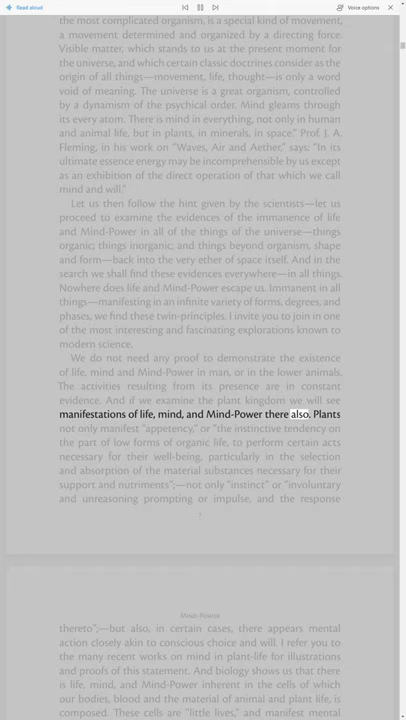 Read aloud
Voice options
the most complicated organism, is a special kind of movement,
a movement determined and organized by a directing force.
Visible matter, which stands to us at the present moment for
the universe, and which certain classic doctrines consider as the
origin of all things—movement, life, thought—is only a word
void of meaning. The universe is a great organism, controlled
by a dynamism of the psychical order. Mind gleams through
its every atom. There is mind in everything, not only in human
and animal life, but in plants, in minerals, in space.” Prof. J. A.
Fleming, in his work on “Waves, Air and Aether,” says: “In its
ultimate essence energy may be incomprehensible by us except
as an exhibition of the direct operation of that which we call
mind and will.”
Let us then follow the hint given by the scientists—let us
proceed to examine the evidences of the immanence of life
and Mind-Power in all of the things of the universe—things
organic; things inorganic; and things beyond organism, shape
and form—back into the very ether of space itself. And in the
search we shall find these evidences everywhere—in all things.
Nowhere does life and Mind-Power escape us. Immanent in all
things—manifesting in an infinite variety of forms, degrees, and
phases, we find these twin-principles. I invite you to join in one
of the most interesting and fascinating explorations known to
modern science.
We do not need any proof to demonstrate the existence
of life, mind and Mind-Power in man, or in the lower animals.
The activities resulting from its presence are in constant
evidence. And if we examine the plant kingdom we will see
manifestations of life, mind, and Mind-Power there also. Plants
not only manifest “appetency,” or “the instinctive tendency on
the part of low forms of organic life, to perform certain acts
necessary for their well-being, particularly in the selection
and absorption of the material substances necessary for their
support and nutriments”;—not only “instinct” or “involuntary
and unreasoning prompting or impulse, and the response
Mind-Power
thereto”;—but also, in certain cases, there appears mental
action closely akin to conscious choice and will. I refer you to
the many recent works on mind in plant-life for illustrations
and proofs of this statement. And biology shows us that there
is life, mind, and Mind-Power inherent in the cells of which
our bodies, blood and the material of animal and plant life, is
composed. These cells are “little lives,” and manifest mental